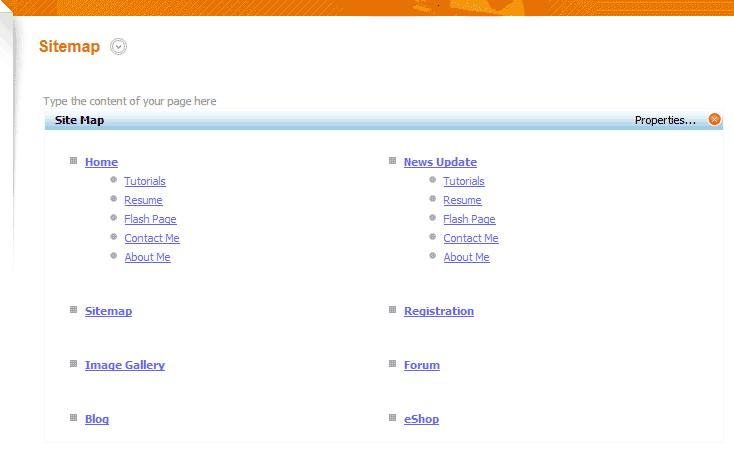 Sitemap
Type the content of your page here
Site Map Properties...
Home
Tutorials
Resume
Flash Page
Contact Me
About Me
News Update
Tutorials
Resume
Flash Page
Contact Me
About Me
Sitemap
Registration
Image Gallery
Forum
Blog
eShop